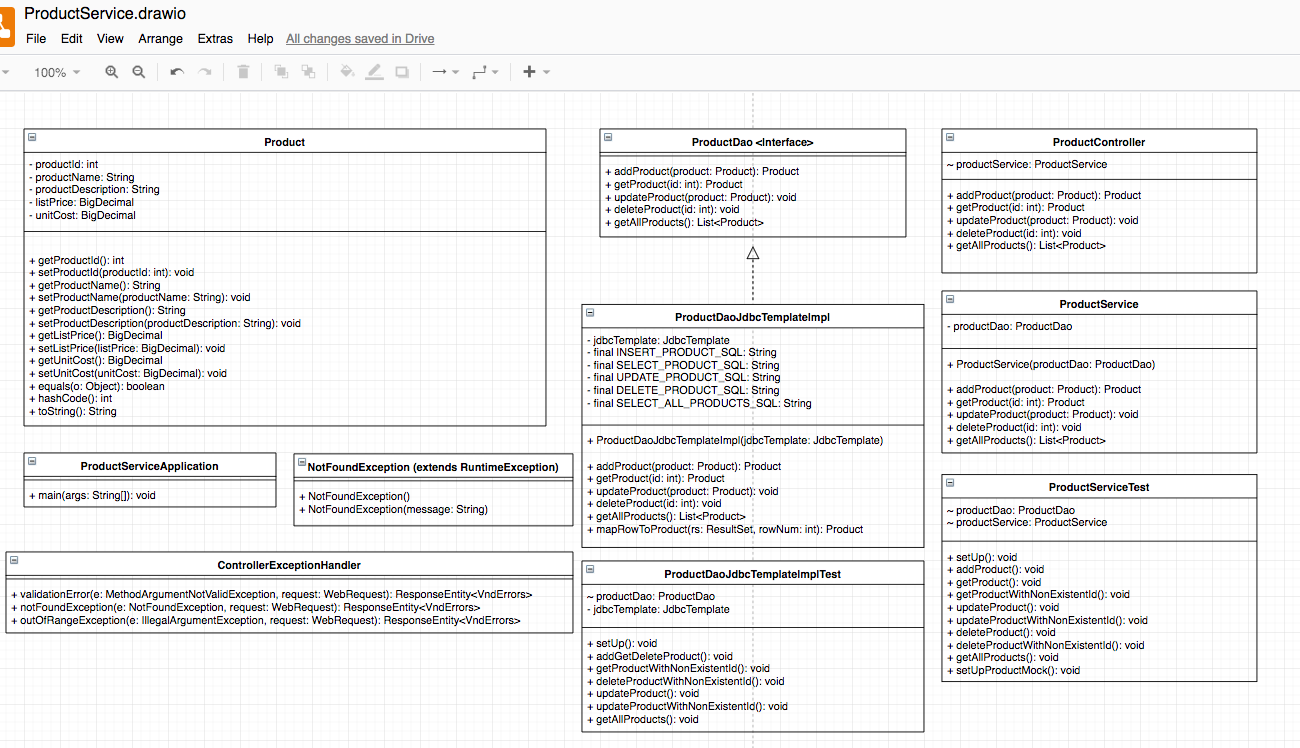 ProductService.drawio
File Edit View Arrange Extras Help All changes saved in Drive
100%
Product
- productId: int
- productName: String
- productDescription: String
- listPrice: BigDecimal
- unitCost: BigDecimal
+ getProductId(): int
+ setProductId(productId: int): void
+ getProductName(): String
+ setProductName(productName: String): void
+ getProductDescription(): String
+ setProductDescription(productDescription: String): void
+ getListPrice(): BigDecimal
+ setListPrice(listPrice: BigDecimal): void
+ getUnitCost(): BigDecimal
+ setUnitCost(unitCost: BigDecimal): void
+ equals(o: Object): boolean
+ hashCode(): int
+ toString(): String
ProductServiceApplication
+ main(args: String[]): void
NotFoundException (extends RuntimeException)
+ NotFoundException()
+ NotFoundException(message: String)
ControllerExceptionHandler
+ validationError(e: MethodArgumentNotValidException, request: WebRequest): ResponseEntity<VndErrors>
+ notFoundException(e: NotFoundException, request: WebRequest): ResponseEntity<VndErrors>
+ outOfRangeException(e: IllegalArgumentException, request: WebRequest): ResponseEntity<VndErrors>
ProductDao <Interface>
+ addProduct(product: Product): Product
+ getProduct(id: int): Product
+ updateProduct(product: Product): void
+ deleteProduct(id: int): void
+ getAllProducts(): List<Product>
ProductDaoJdbcTemplateImpl
- jdbcTemplate: JdbcTemplate
- final INSERT_PRODUCT_SQL: String
- final SELECT_PRODUCT_SQL: String
- final UPDATE_PRODUCT_SQL: String
- final DELETE_PRODUCT_SQL: String
- final SELECT_ALL_PRODUCTS_SQL: String
+ ProductDaoJdbcTemplateImpl(jdbcTemplate: JdbcTemplate)
+ addProduct(product: Product): Product
+ getProduct(id: int): Product
+ updateProduct(product: Product): void
+ deleteProduct(id: int): void
+ getAllProducts(): List<Product>
+ mapRowToProduct(rs: ResultSet, rowNum: int): Product
ProductDaoJdbcTemplateImplTest
~ productDao: ProductDao
- jdbcTemplate: JdbcTemplate
+ setUp(): void
+ addGetDeleteProduct(): void
+ getProductWithNonExistentId(): void
+ deleteProductWithNonExistentId(): void
+ updateProduct(): void
+ updateProductWithNonExistentId(): void
+ getAllProducts(): void
ProductController
~ productService: ProductService
+ addProduct(product: Product): Product
+ getProduct(id: int): Product
+ updateProduct(product: Product): void
+ deleteProduct(id: int): void
+ getAllProducts(): List<Product>
ProductService
- productDao: ProductDao
+ ProductService(productDao: ProductDao)
+ addProduct(product: Product): Product
+ getProduct(id: int): Product
+ updateProduct(product: Product): void
+ deleteProduct(id: int): void
+ getAllProducts(): List<Product>
ProductServiceTest
~ productDao: ProductDao
~ productService: ProductService
+ setUp(): void
+ addProduct(): void
+ getProduct(): void
+ getProductWithNonExistentId(): void
+ updateProduct(): void
+ updateProductWithNonExistentId(): void
+ deleteProduct(): void
+ deleteProductWithNonExistentId(): void
+ getAllProducts(): void
+ setUpProductMock(): void